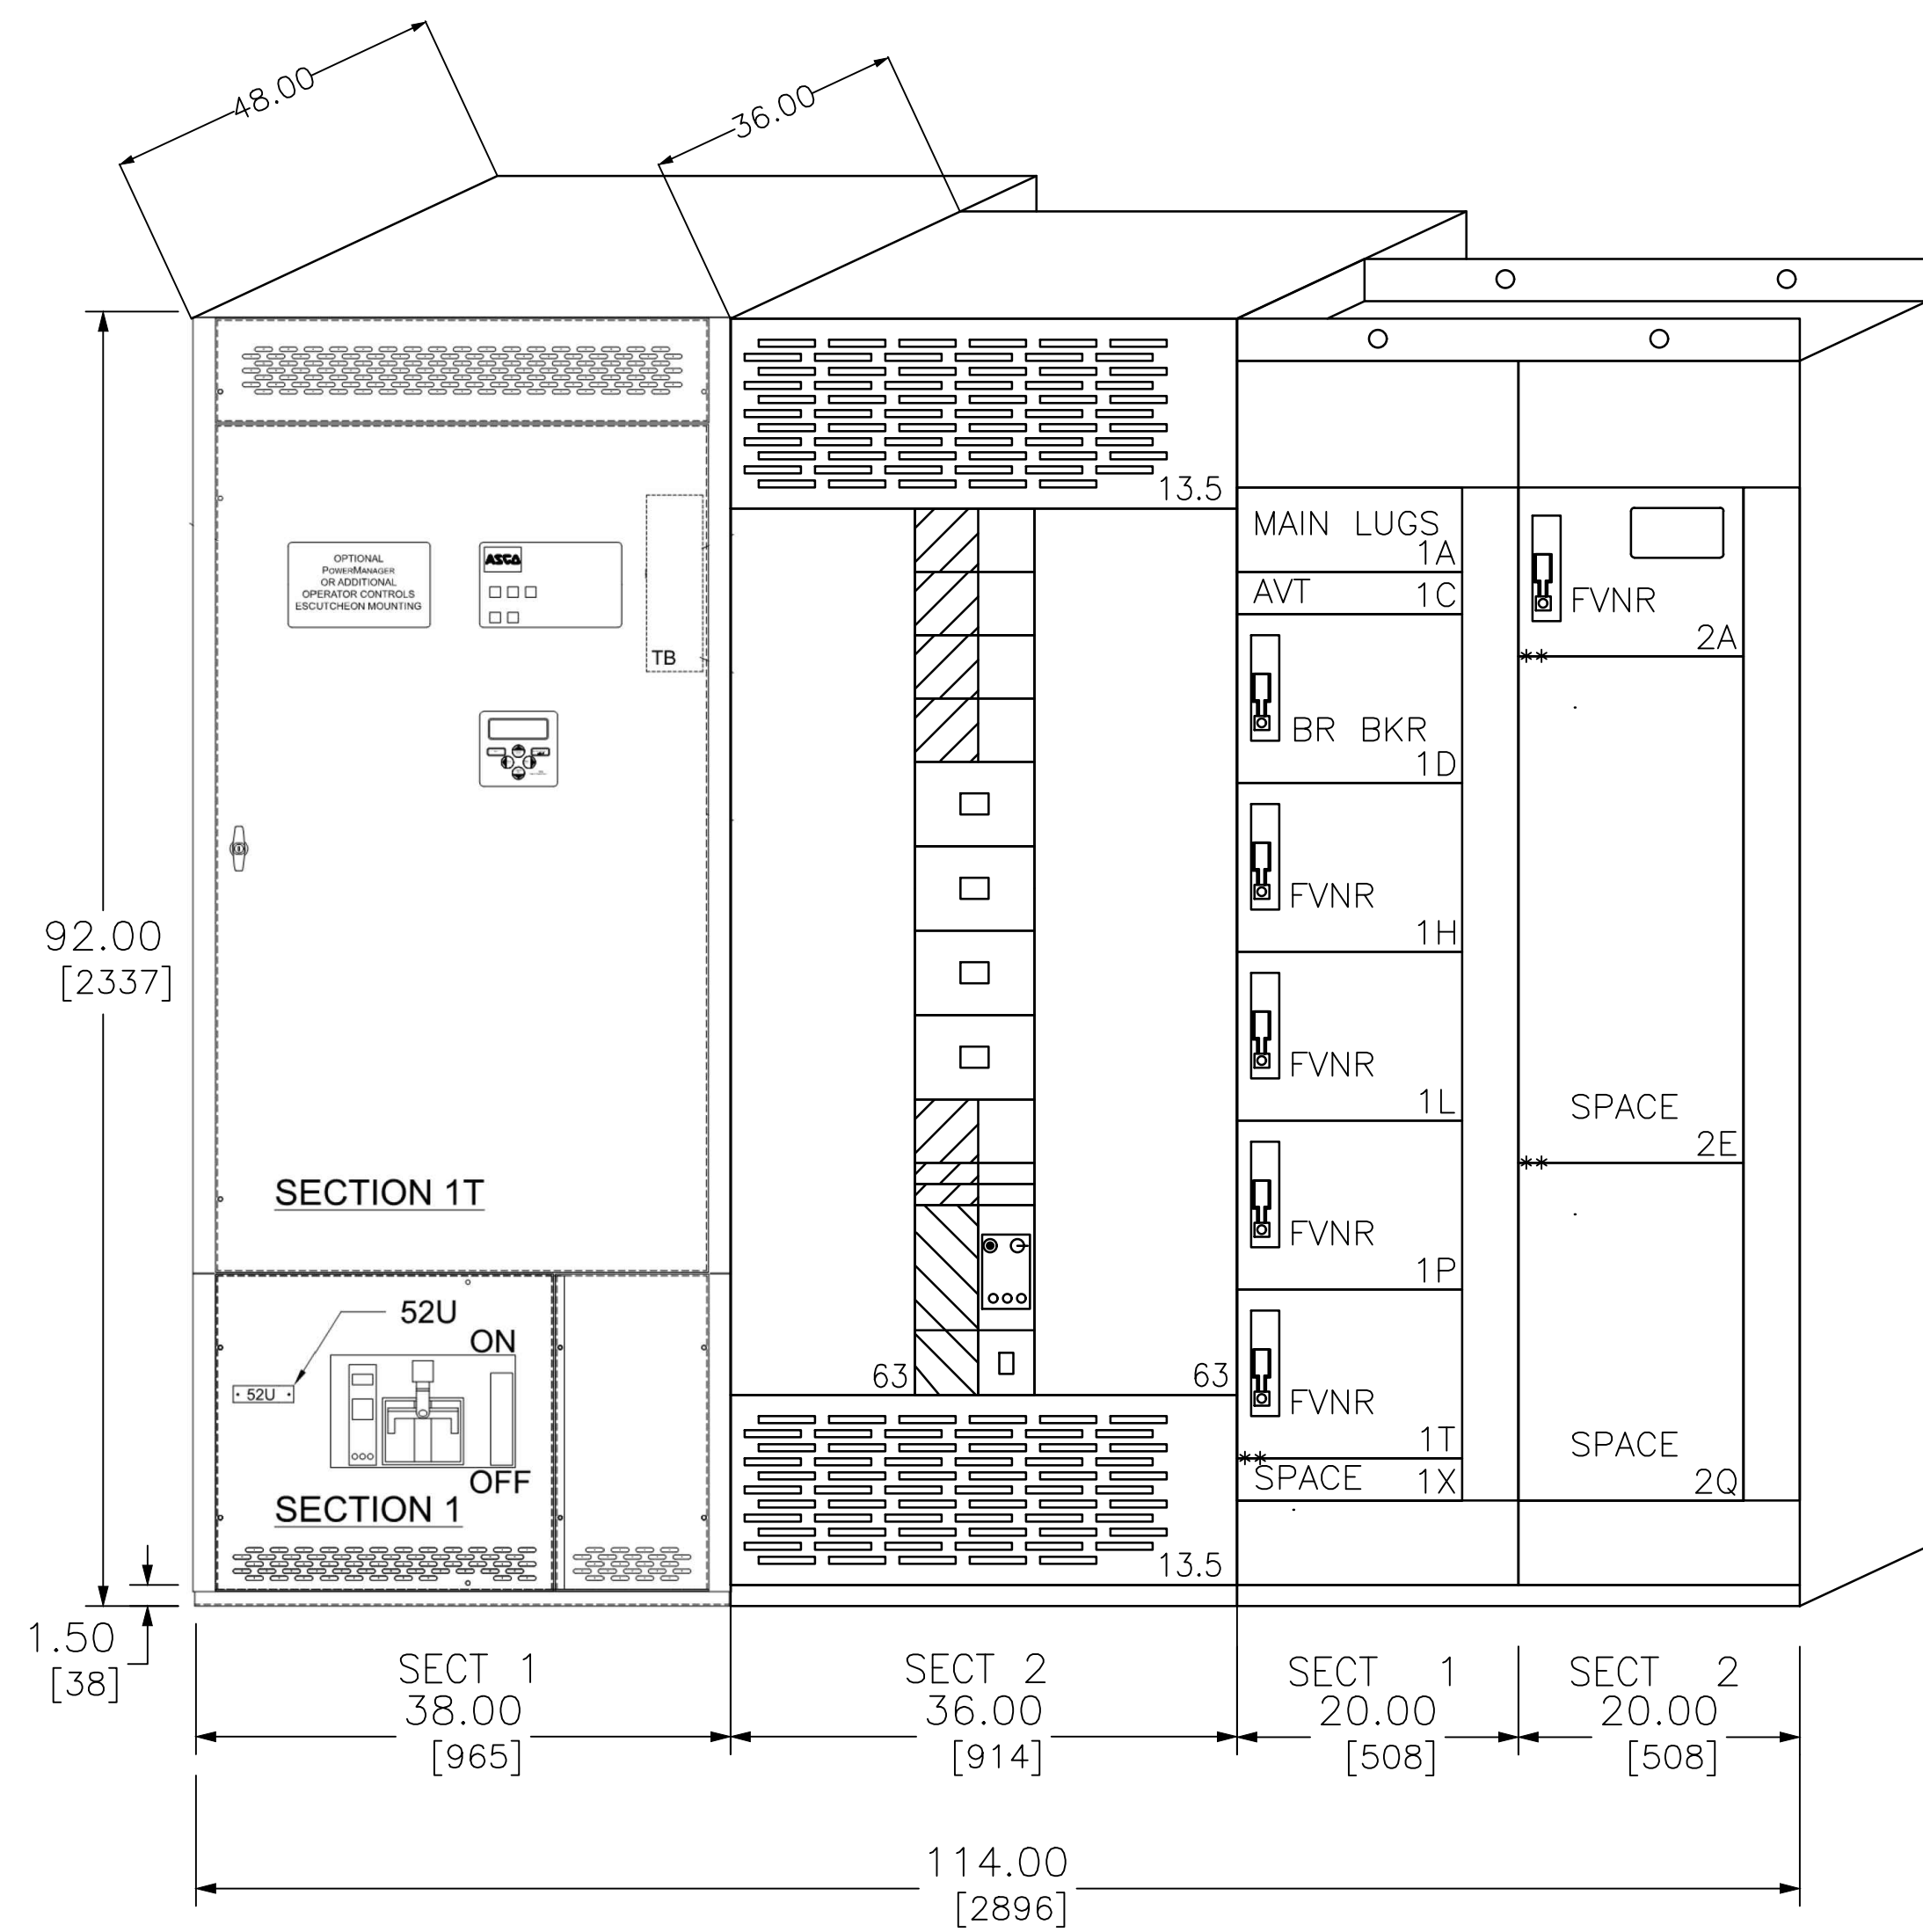 48.00
36.00
92.00
[2337]
1.50
[38]
OPTIONAL
POWERMANAGER
OR ADDITIONAL
OPERATOR CONTROLS
ESCUTCHEON MOUNTING
ASCO
TB
SECTION 1T
52U
ON
52U
OFF
SECTION 1
13.5
63
63
13.5
MAIN LUGS
1A
AVT 1C
BR BKR
1D
FVNR
1H
FVNR
1L
FVNR
1P
FVNR
1T
**
SPACE 1X
FVNR
2A
**
SPACE
2E
**
SPACE
2Q
SECT 1
38.00
[965]
SECT 2
36.00
[914]
SECT 1
20.00
[508]
SECT 2
20.00
[508]
114.00
[2896]